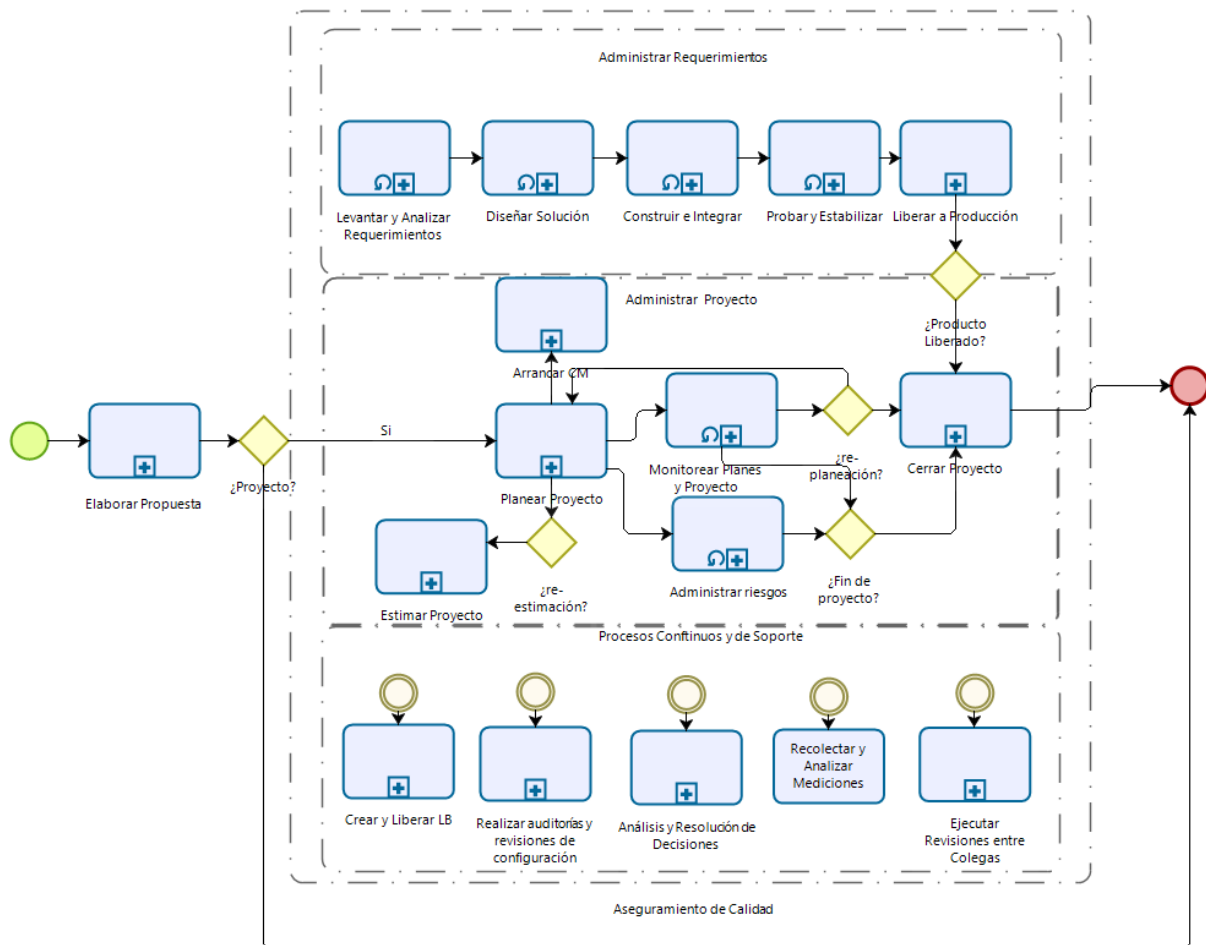 Administrar Requerimientos
Levantar y Analizar
Requerimientos
Diseñar Solución
Construir e Integrar
Probar y Estabilizar
Liberar a Producción
Administrar Proyecto
¿Producto
Liberado?
Arrancar CM
Si
¿Proyecto?
Elaborar Propuesta
Planear Proyecto
Monitorear Planes
y Proyecto
¿re-
planeación?
Cerrar Proyecto
¿re-
estimación?
Estimar Proyecto
Administrar riesgos
¿Fin de
proyecto?
Procesos Continuos y de Soporte
Crear y Liberar LB
Realizar auditorías y
revisiones de
configuración
Análisis y Resolución de
Decisiones
Recolectar y
Analizar
Mediciones
Ejecutar
Revisiones entre
Colegas
Aseguramiento de Calidad